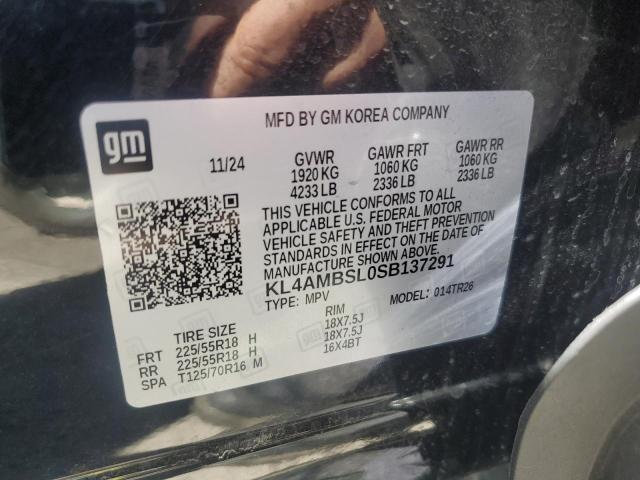 gm
MFD BY GM KOREA COMPANY
11/24 GVWR GAWR FRT GAWR RR
1920 KG 1060 KG 1060 KG
4233 LB 2336 LB 2336 LB
THIS VEHICLE CONFORMS TO ALL
APPLICABLE U.S. FEDERAL MOTOR
VEHICLE SAFETY AND THEFT PREVENTION
STANDARDS IN EFFECT ON THE DATE OF
MANUFACTURE SHOWN ABOVE.
KL4AMBSL0SB137291
TYPE: MPV MODEL: 014TR26
TIRE SIZE RIM
FRT 225/55R18 H 18X7.5J
RR 225/55R18 H 18X7.5J
SPA T125/70R16 M 16X4BT